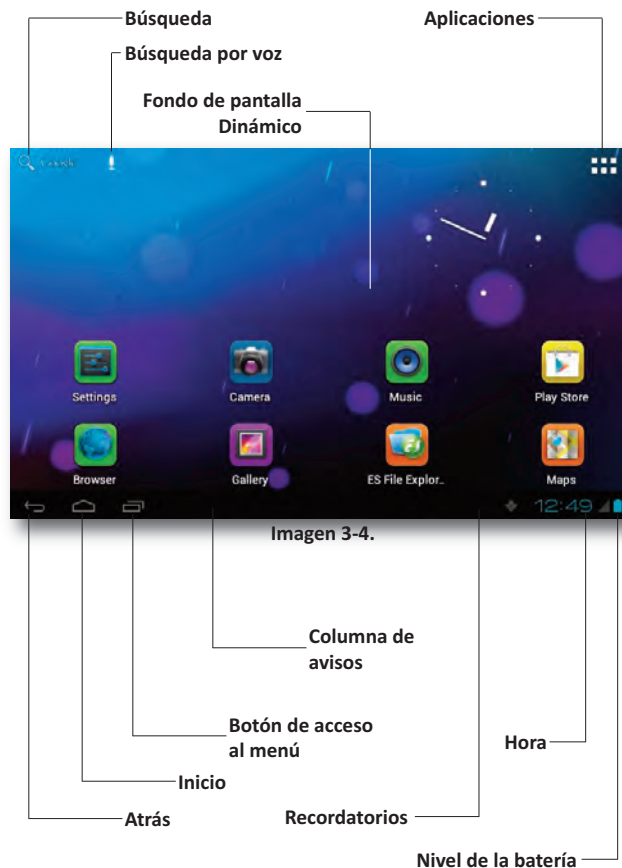 Búsqueda
Aplicaciones
Búsqueda por voz
Fondo de pantalla
Dinámico
Settings
Camera
Music
Play Store
Browser
Gallery
ES File Explor..
Maps
12:49
Imagen 3-4.
Columna de
avisos
Botón de acceso
al menú
Hora
Inicio
Atrás
Recordatorios
Nivel de la batería